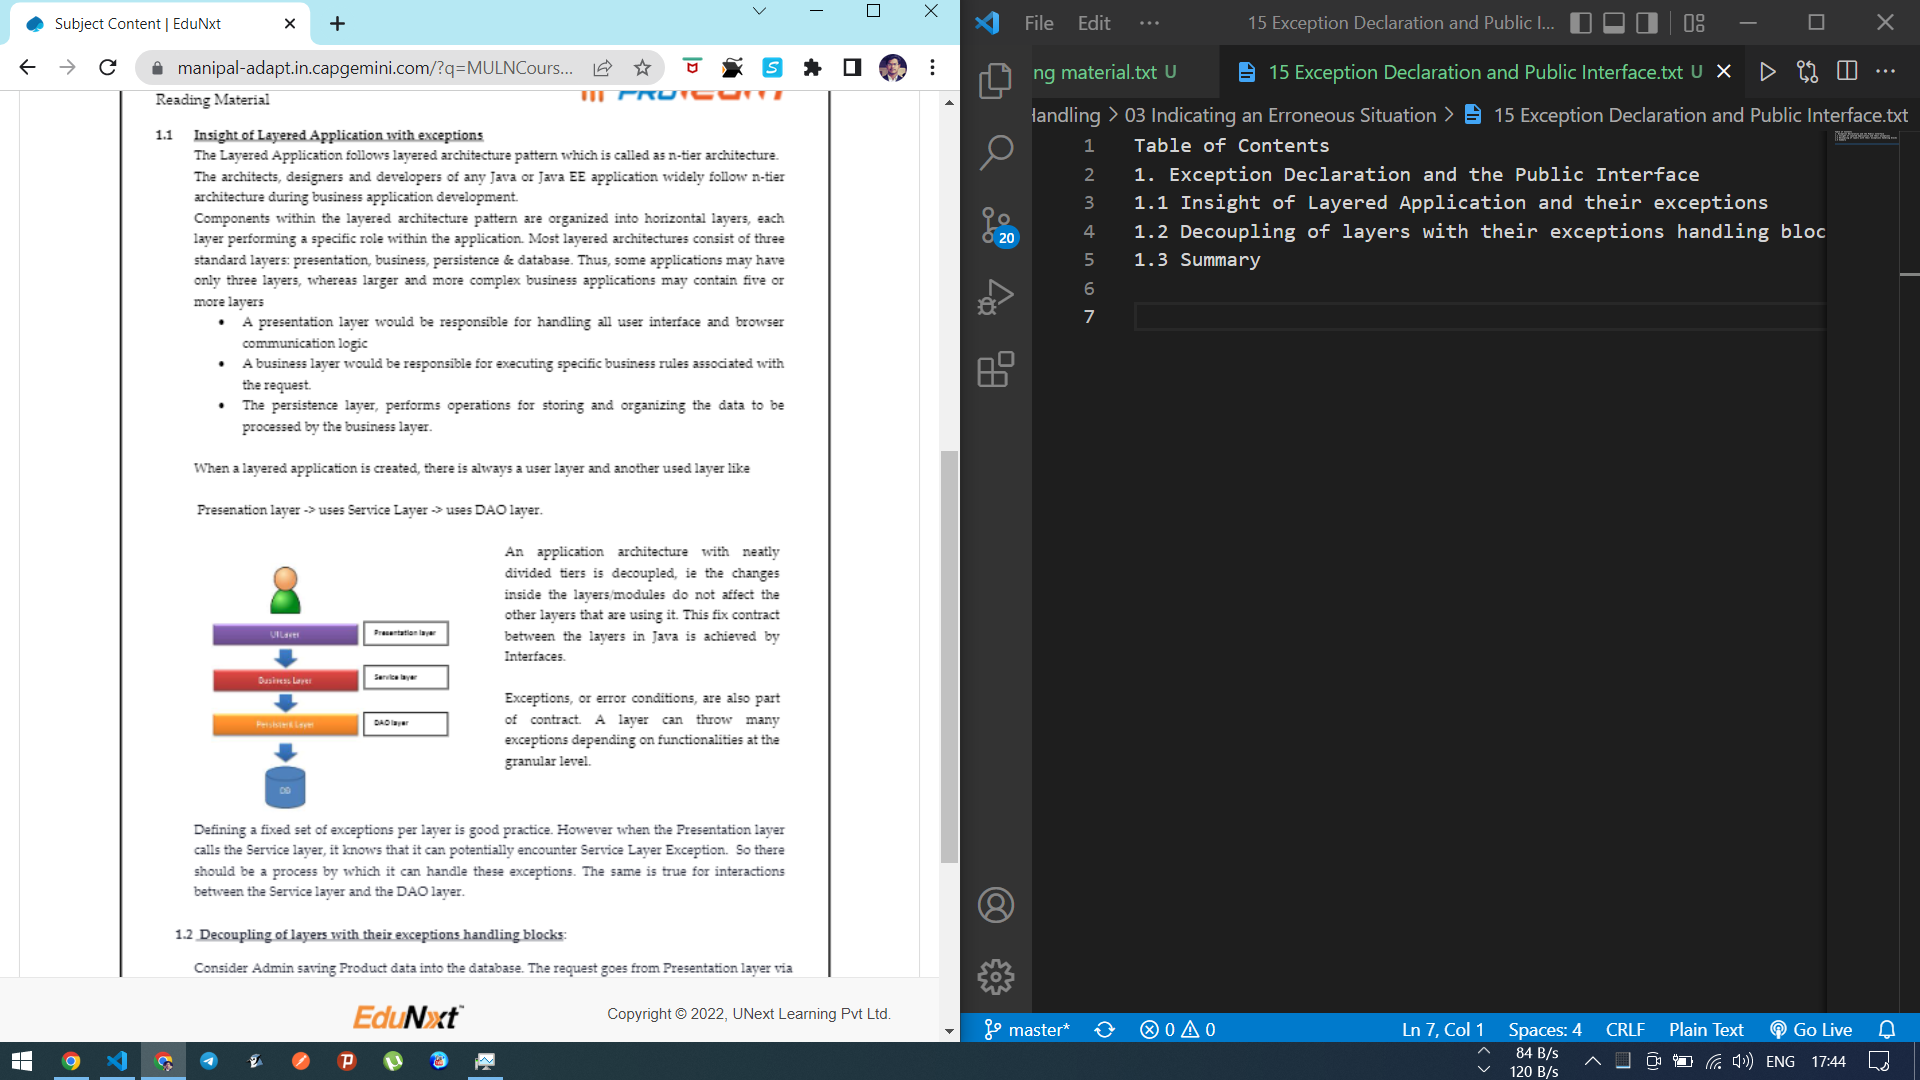 Subject Content | EduNxt
manipal-adapt.in.capgemini.com/?q=MULNCours...
Reading Material
1.1 Insight of Layered Application with exceptions
The Layered Application follows layered architecture pattern which is called as n-tier architecture.
The architects, designers and developers of any Java or Java EE application widely follow n-tier
architecture during business application development.
Components within the layered architecture pattern are organized into horizontal layers, each
layer performing a specific role within the application. Most layered architectures consist of three
standard layers: presentation, business, persistence & database. Thus, some applications may have
only three layers, whereas larger and more complex business applications may contain five or
more layers
• A presentation layer would be responsible for handling all user interface and browser
communication logic
• A business layer would be responsible for executing specific business rules associated with
the request.
• The persistence layer, performs operations for storing and organizing the data to be
processed by the business layer.
When a layered application is created, there is always a user layer and another used layer like
Presenation layer -> uses Service Layer -> uses DAO layer.
UI Layer
Presentation layer
Business Layer
Service layer
Persistent Layer
DAO layer
DB
An application architecture with neatly
divided tiers is decoupled, ie the changes
inside the layers/modules do not affect the
other layers that are using it. This fix contract
between the layers in Java is achieved by
Interfaces.
Exceptions, or error conditions, are also part
of contract. A layer can throw many
exceptions depending on functionalities at the
granular level.
Defining a fixed set of exceptions per layer is good practice. However when the Presentation layer
calls the Service layer, it knows that it can potentially encounter Service Layer Exception. So there
should be a process by which it can handle these exceptions. The same is true for interactions
between the Service layer and the DAO layer.
1.2 Decoupling of layers with their exceptions handling blocks:
Consider Admin saving Product data into the database. The request goes from Presentation layer via
EduNxt™
Copyright © 2022, UNext Learning Pvt Ltd.
File Edit ··· 15 Exception Declaration and Public I...
ng material.txt U 15 Exception Declaration and Public Interface.txt U
Handling > 03 Indicating an Erroneous Situation > 15 Exception Declaration and Public Interface.txt
1 Table of Contents
2 1. Exception Declaration and the Public Interface
3 1.1 Insight of Layered Application and their exceptions
4 1.2 Decoupling of layers with their exceptions handling bloc
5 1.3 Summary
6
7
20
master* 0 0 Ln 7, Col 1 Spaces: 4 CRLF Plain Text Go Live
84 B/s
120 B/s
ENG 17:44